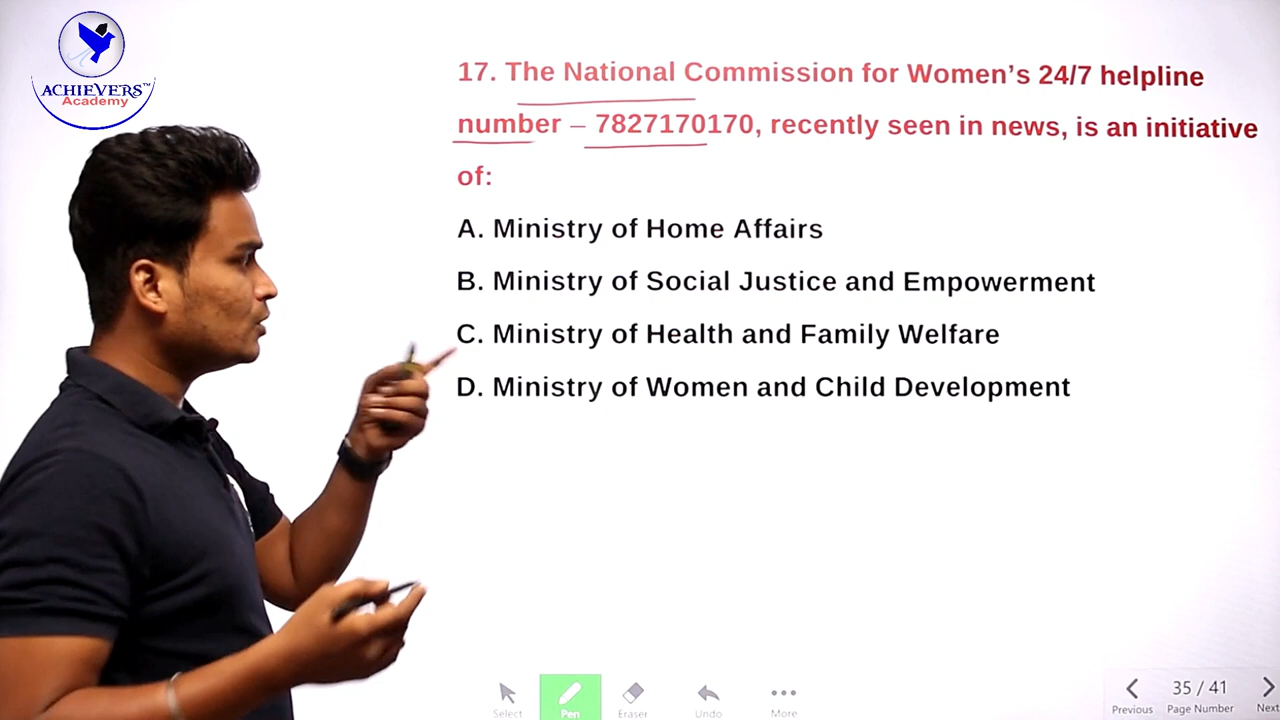 ACHIEVERS™
Academy
17. The National Commission for Women’s 24/7 helpline
number – 7827170170, recently seen in news, is an initiative
of:
A. Ministry of Home Affairs
B. Ministry of Social Justice and Empowerment
C. Ministry of Health and Family Welfare
D. Ministry of Women and Child Development
Select
Pen
Eraser
Undo
More
35 / 41
Previous
Page Number
Next